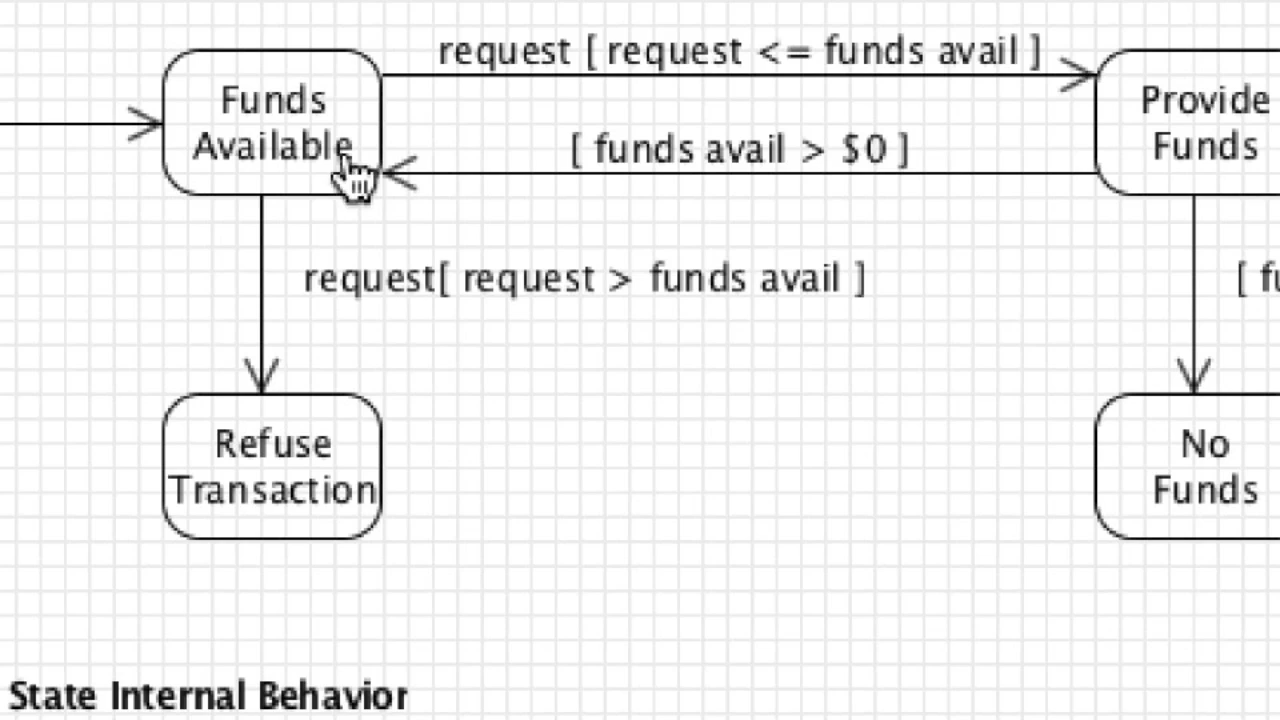 request [ request <= funds avail ]
Funds
Available
Provide
Funds
[ funds avail > $0 ]
request[ request > funds avail ]
[
Refuse
Transaction
No
Funds
State Internal Behavior